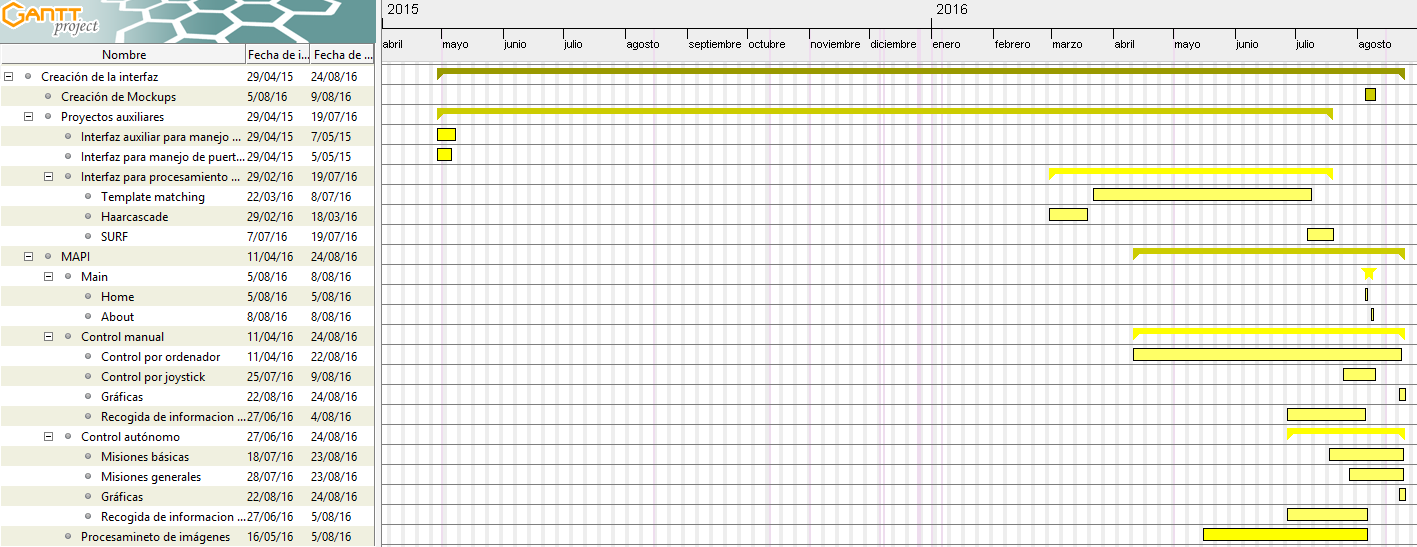 GANTT
project
2015 2016
abril mayo junio julio agosto septiembre octubre noviembre diciembre enero febrero marzo abril mayo junio julio agosto
Nombre Fecha de i... Fecha de ...
Creación de la interfaz 29/04/15 24/08/16
Creación de Mockups 5/08/16 9/08/16
Proyectos auxiliares 29/04/15 19/07/16
Interfaz auxiliar para manejo ... 29/04/15 7/05/15
Interfaz para manejo de puert... 29/04/15 5/05/15
Interfaz para procesamiento ... 29/02/16 19/07/16
Template matching 22/03/16 8/07/16
Haarcascade 29/02/16 18/03/16
SURF 7/07/16 19/07/16
MAPI 11/04/16 24/08/16
Main 5/08/16 8/08/16
Home 5/08/16 5/08/16
About 8/08/16 8/08/16
Control manual 11/04/16 24/08/16
Control por ordenador 11/04/16 22/08/16
Control por joystick 25/07/16 9/08/16
Gráficas 22/08/16 24/08/16
Recogida de informacion ... 27/06/16 4/08/16
Control autónomo 27/06/16 24/08/16
Misiones básicas 18/07/16 23/08/16
Misiones generales 28/07/16 23/08/16
Gráficas 22/08/16 24/08/16
Recogida de informacion ... 27/06/16 5/08/16
Procesamineto de imágenes 16/05/16 5/08/16